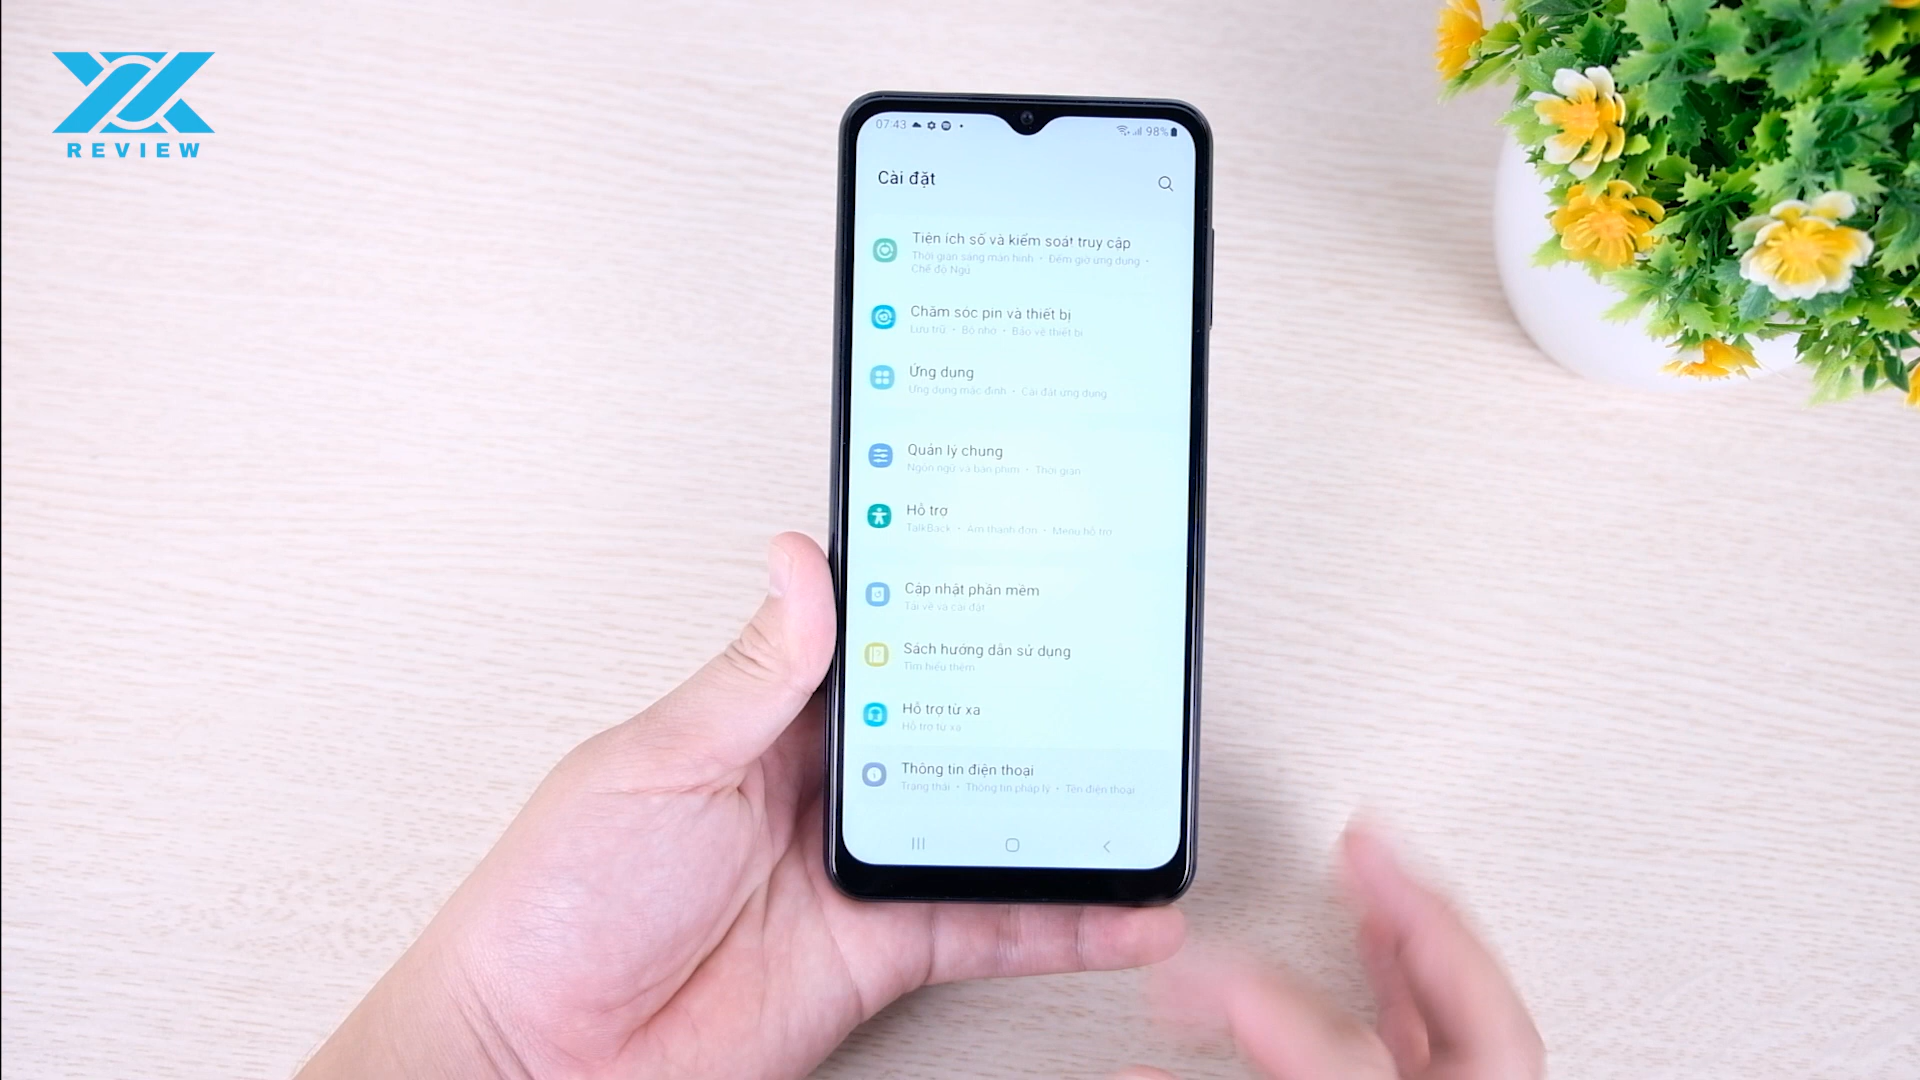 REVIEW
07:43
98%
Cài đặt
Tiện ích số và kiểm soát truy cập
Thời gian sáng màn hình • Đếm giờ ứng dụng •
Chế độ Ngủ
Chăm sóc pin và thiết bị
Lưu trữ • Bộ nhớ • Bảo vệ thiết bị
Ứng dụng
Ứng dụng mặc định • Cài đặt ứng dụng
Quản lý chung
Ngôn ngữ và bàn phím • Thời gian
Hỗ trợ
TalkBack • Âm thanh đơn • Menu hỗ trợ
Cập nhật phần mềm
Tải về và cài đặt
Sách hướng dẫn sử dụng
Tìm hiểu thêm
Hỗ trợ từ xa
Hỗ trợ từ xa
Thông tin điện thoại
Trạng thái • Thông tin pháp lý • Tên điện thoại